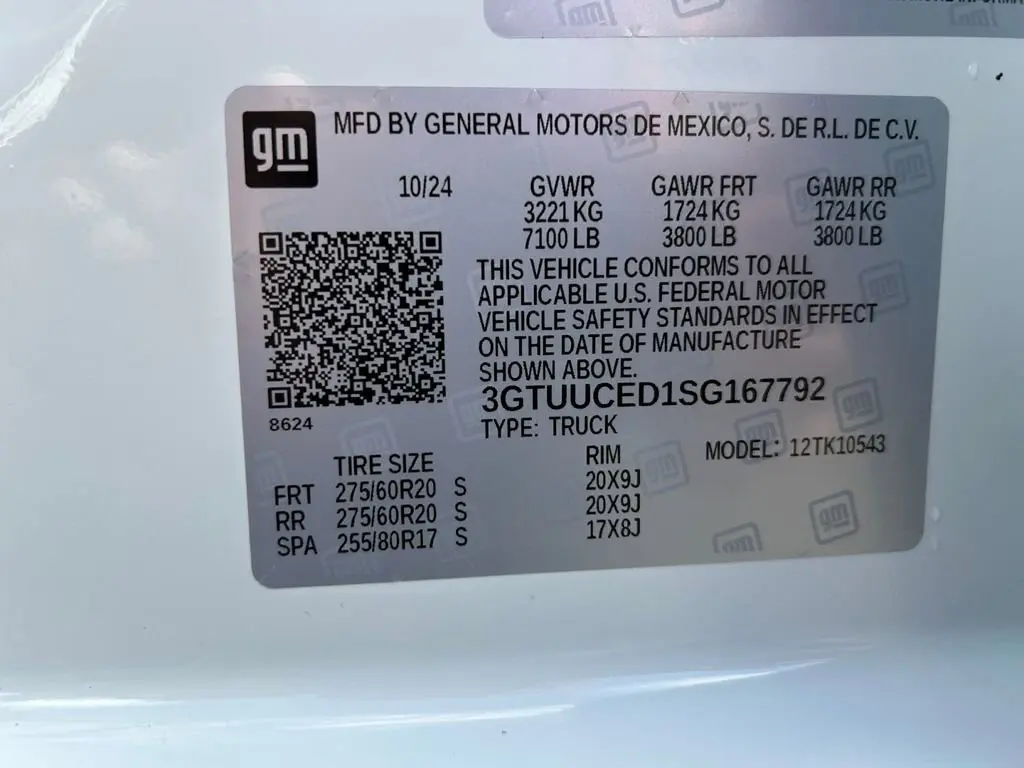 gm
MFD BY GENERAL MOTORS DE MEXICO, S. DE R.L. DE C.V.
10/24 GVWR GAWR FRT GAWR RR
3221 KG 1724 KG 1724 KG
7100 LB 3800 LB 3800 LB
THIS VEHICLE CONFORMS TO ALL
APPLICABLE U.S. FEDERAL MOTOR
VEHICLE SAFETY STANDARDS IN EFFECT
ON THE DATE OF MANUFACTURE
SHOWN ABOVE.
3GTUUCED1SG167792
8624
TYPE: TRUCK
TIRE SIZE RIM MODEL: 12TK10543
FRT 275/60R20 S 20X9J
RR 275/60R20 S 20X9J
SPA 255/80R17 S 17X8J